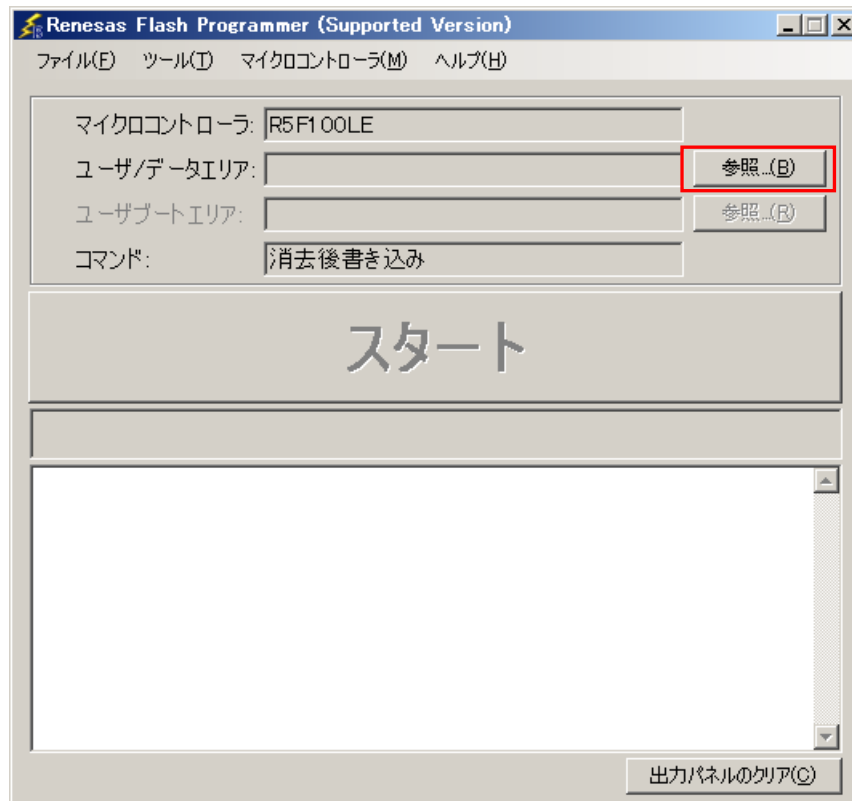 Renesas Flash Programmer (Supported Version)
ファイル(F) ツール(T) マイクロコントローラ(M) ヘルプ(H)
マイクロコントローラ: R5F100LE
ユーザ/データエリア: 参照...(B)
ユーザブートエリア: 参照...(R)
コマンド: 消去後書き込み
スタート
出力パネルのクリア(C)